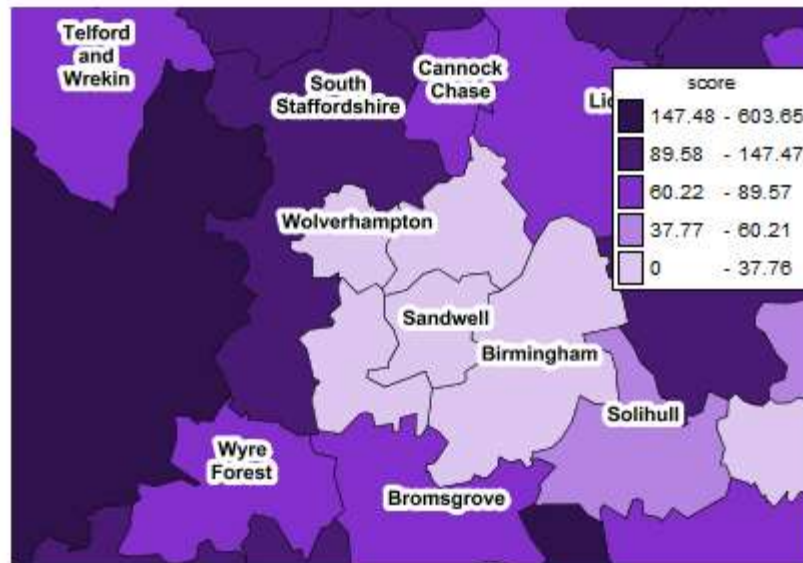 Telford
and
Wrekin
South
Staffordshire
Cannock
Chase
score
147.48 - 603.65
89.58 - 147.47
60.22 - 89.57
37.77 - 60.21
0 - 37.76
Wolverhampton
Sandwell
Birmingham
Solihull
Wyre
Forest
Bromsgrove